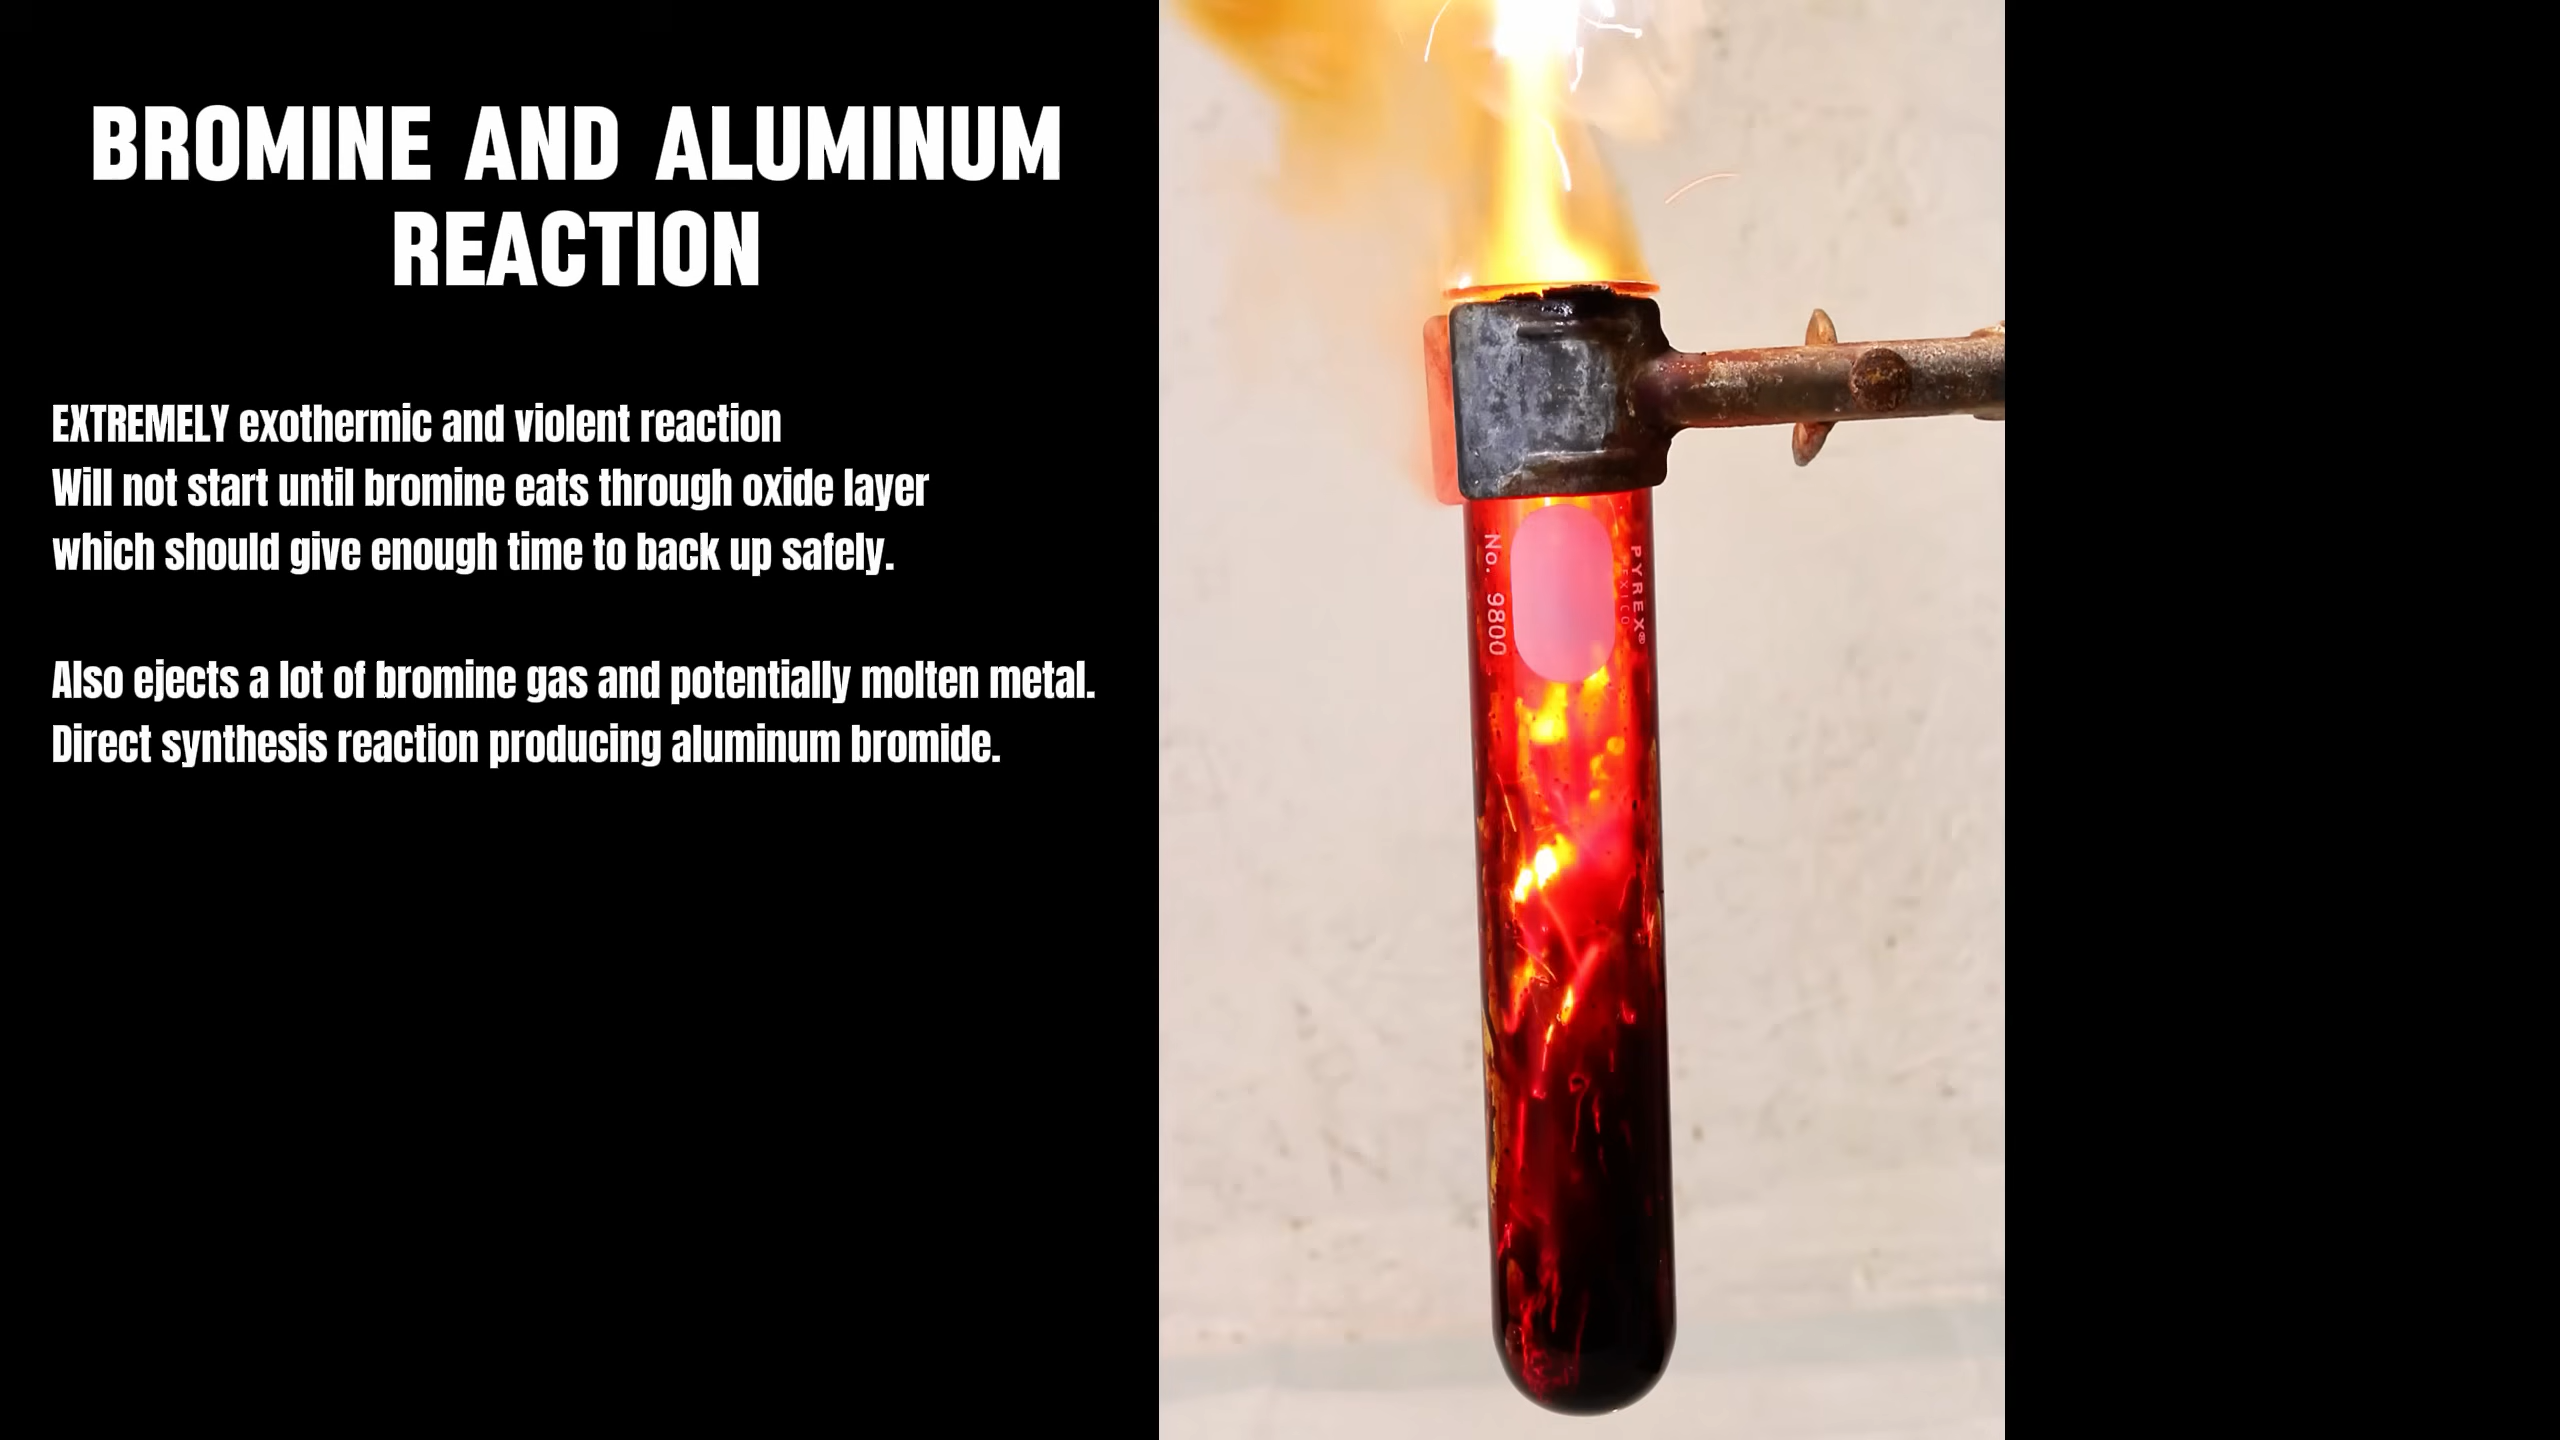 BROMINE AND ALUMINUM
REACTION
EXTREMELY exothermic and violent reaction
Will not start until bromine eats through oxide layer
which should give enough time to back up safely.
Also ejects a lot of bromine gas and potentially molten metal.
Direct synthesis reaction producing aluminum bromide.
PYREX®
No. 9800